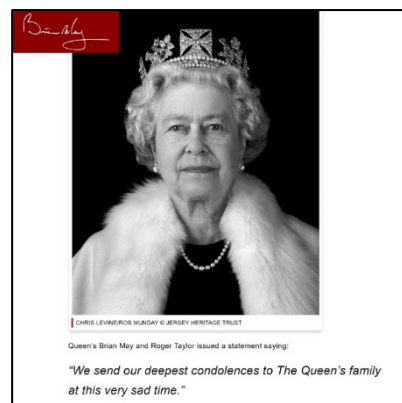 Brian May
CHRIS LEVINE/ROB MUNDAY © JERSEY HERITAGE TRUST
Queen's Brian May and Roger Taylor issued a statement saying:
"We send our deepest condolences to The Queen's family
at this very sad time."